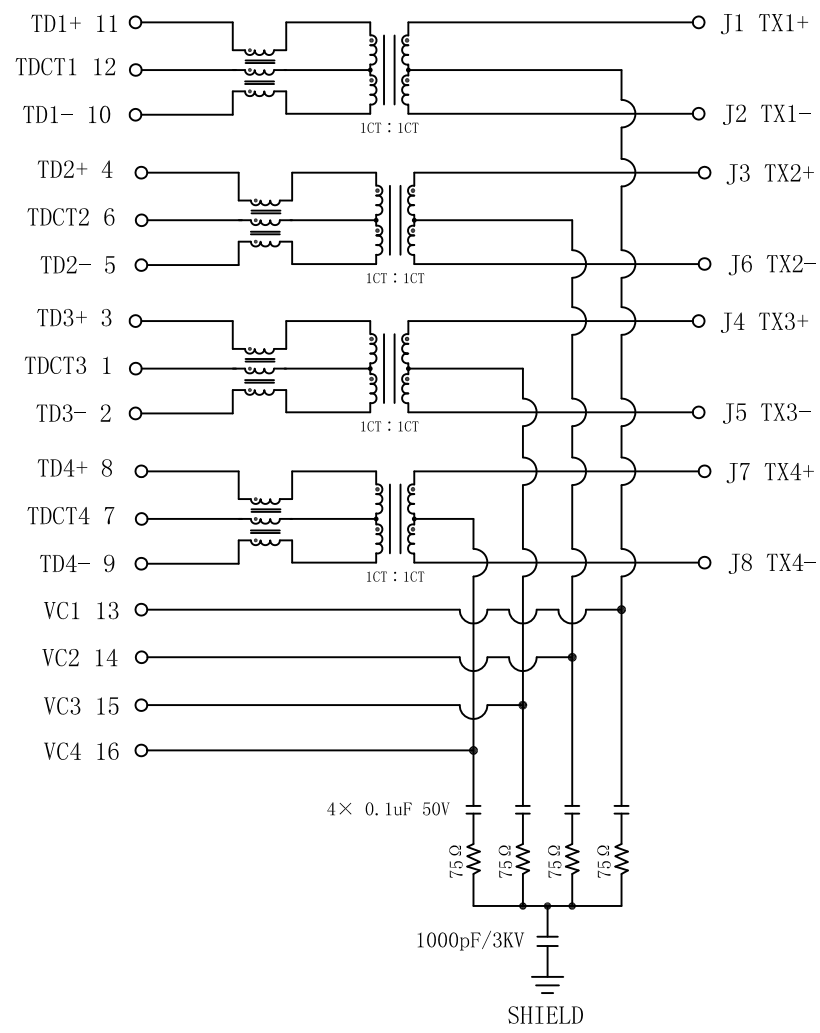 TD1+ 11
J1 TX1+
TDCT1 12
TD1- 10
J2 TX1-
1CT:1CT
TD2+ 4
J3 TX2+
TDCT2 6
TD2- 5
J6 TX2-
1CT:1CT
TD3+ 3
J4 TX3+
TDCT3 1
TD3- 2
J5 TX3-
1CT:1CT
TD4+ 8
J7 TX4+
TDCT4 7
TD4- 9
J8 TX4-
1CT:1CT
VC1 13
VC2 14
VC3 15
VC4 16
4× 0.1uF 50V
75Ω
75Ω
75Ω
75Ω
1000pF/3KV
SHIELD